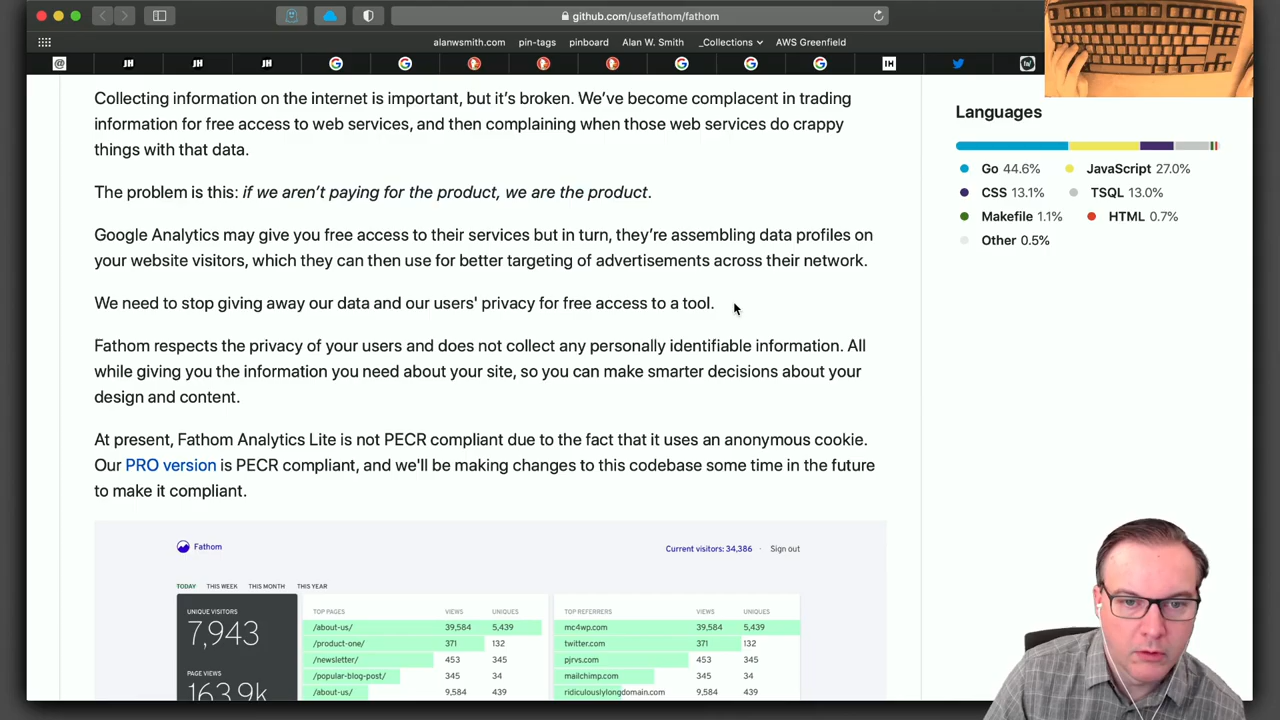 github.com/usefathom/fathom
alanwsmith.com pin-tags pinboard Alan W. Smith _Collections AWS Greenfield
Collecting information on the internet is important, but it's broken. We've become complacent in trading
information for free access to web services, and then complaining when those web services do crappy
things with that data.
The problem is this: if we aren't paying for the product, we are the product.
Google Analytics may give you free access to their services but in turn, they're assembling data profiles on
your website visitors, which they can then use for better targeting of advertisements across their network.
We need to stop giving away our data and our users' privacy for free access to a tool.
Fathom respects the privacy of your users and does not collect any personally identifiable information. All
while giving you the information you need about your site, so you can make smarter decisions about your
design and content.
At present, Fathom Analytics Lite is not PECR compliant due to the fact that it uses an anonymous cookie.
Our PRO version is PECR compliant, and we'll be making changes to this codebase some time in the future
to make it compliant.
Fathom Current visitors: 34,386 · Sign out
TODAY THIS WEEK THIS MONTH THIS YEAR
UNIQUE VISITORS
7,943
PAGE VIEWS
163.9k
TOP PAGES VIEWS UNIQUES
/about-us/ 39,584 5,439
/product-one/ 371 132
/newsletter/ 453 345
/popular-blog-post/ 345 34
/about-us/ 9,584 439
TOP REFERRERS VIEWS UNIQUES
mc4wp.com 39,584 5,439
twitter.com 371 132
pjrvs.com 453 345
mailchimp.com 345 34
ridiculouslylongdomain.com 9,584 439
Languages
Go 44.6% JavaScript 27.0%
CSS 13.1% TSQL 13.0%
Makefile 1.1% HTML 0.7%
Other 0.5%